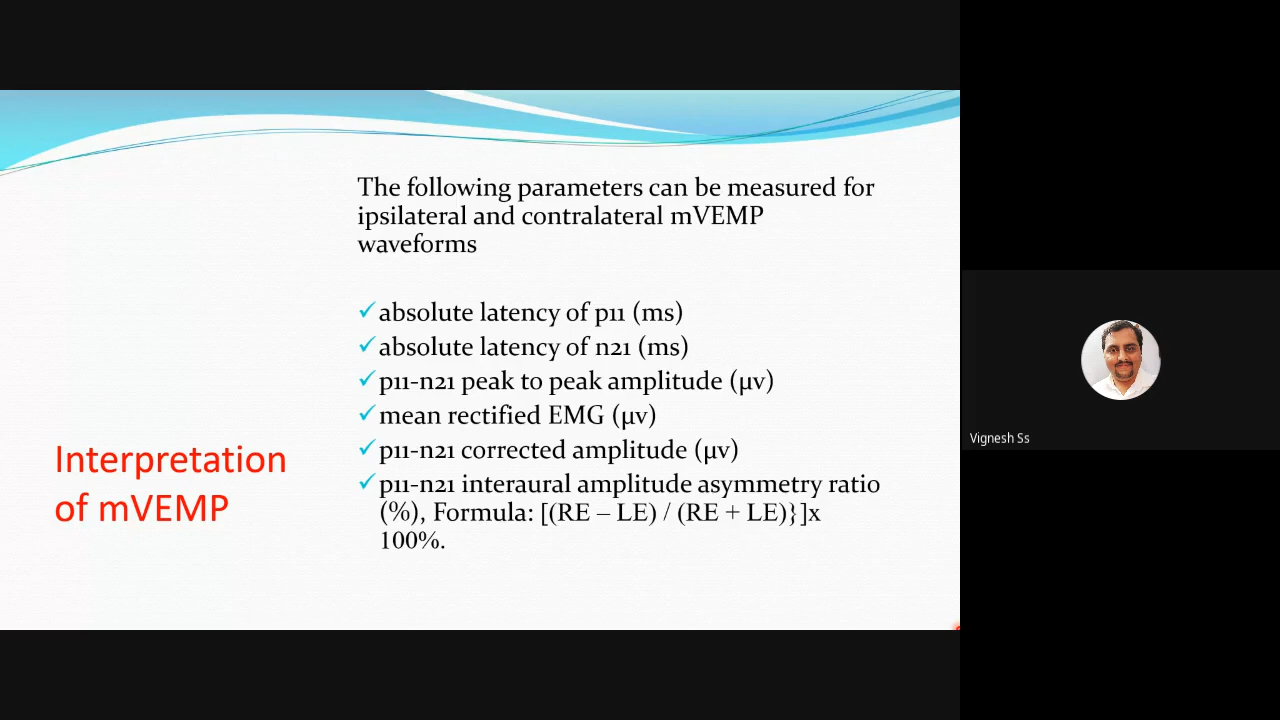 The following parameters can be measured for
ipsilateral and contralateral mVEMP
waveforms
✓absolute latency of p11 (ms)
✓absolute latency of n21 (ms)
✓p11-n21 peak to peak amplitude (μv)
✓mean rectified EMG (μv)
✓p11-n21 corrected amplitude (μv)
✓p11-n21 interaural amplitude asymmetry ratio
(%), Formula: [(RE – LE) / (RE + LE)}]x
100%.
Interpretation
of mVEMP
Vignesh Ss